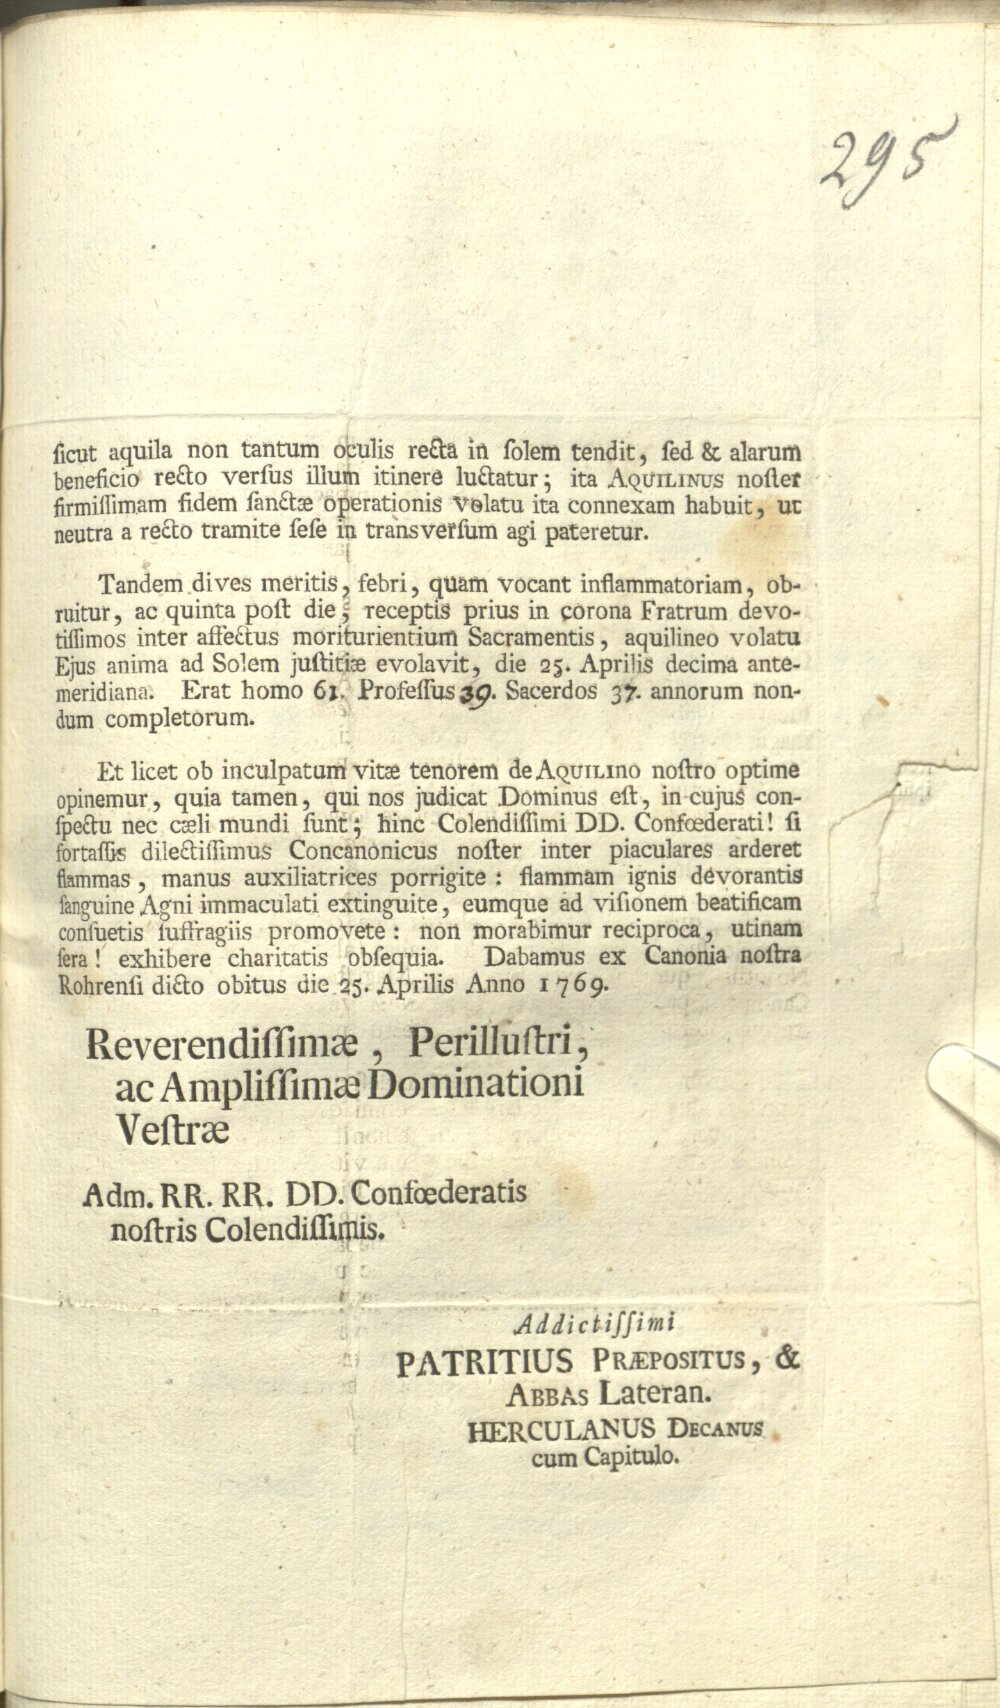 295
ſicut aquila non tantum oculis recta in ſolem tendit, ſed & alarum
beneficio recto verſus illum itinere luctatur; ita AQUILINUS noſter
firmiſſimam fidem ſanctæ operationis volatu ita connexam habuit, ut
neutra a recto tramite ſeſe in transverſum agi pateretur.
Tandem dives meritis, febri, quam vocant inflammatoriam, ob-
ruitur, ac quinta poſt die, receptis prius in corona Fratrum devo-
tiſſimos inter affectus moriturientium Sacramentis, aquilineo volatu
Ejus anima ad Solem juſtitiæ evolavit, die 25. Aprilis decima ante-
meridiana. Erat homo 61. Profeſſus 39. Sacerdos 37. annorum non-
dum completorum.
Et licet ob inculpatum vitæ tenorem de AQUILINO noſtro optime
opinemur, quia tamen, qui nos judicat Dominus eſt, in cujus con-
ſpectu nec cæli mundi ſunt; hinc Colendiſſimi DD. Confœderati! ſi
fortaſſis dilectiſſimus Concanonicus noſter inter piaculares arderet
flammas, manus auxiliatrices porrigite: flammam ignis devorantis
ſanguine Agni immaculati extinguite, eumque ad viſionem beatificam
conſuetis ſuffragiis promovete: non morabimur reciproca, utinam
ſera! exhibere charitatis obſequia. Dabamus ex Canonia noſtra
Rohrenſi dicto obitus die 25. Aprilis Anno 1769.
Reverendiſſimæ, Perilluſtri,
ac Ampliſſimæ Dominationi
Veſtræ
Adm. RR. RR. DD. Confœderatis
noſtris Colendiſſimis.
Addictiſſimi
PATRITIUS PRÆPOSITUS, &
ABBAS Lateran.
HERCULANUS DECANUS
cum Capitulo.